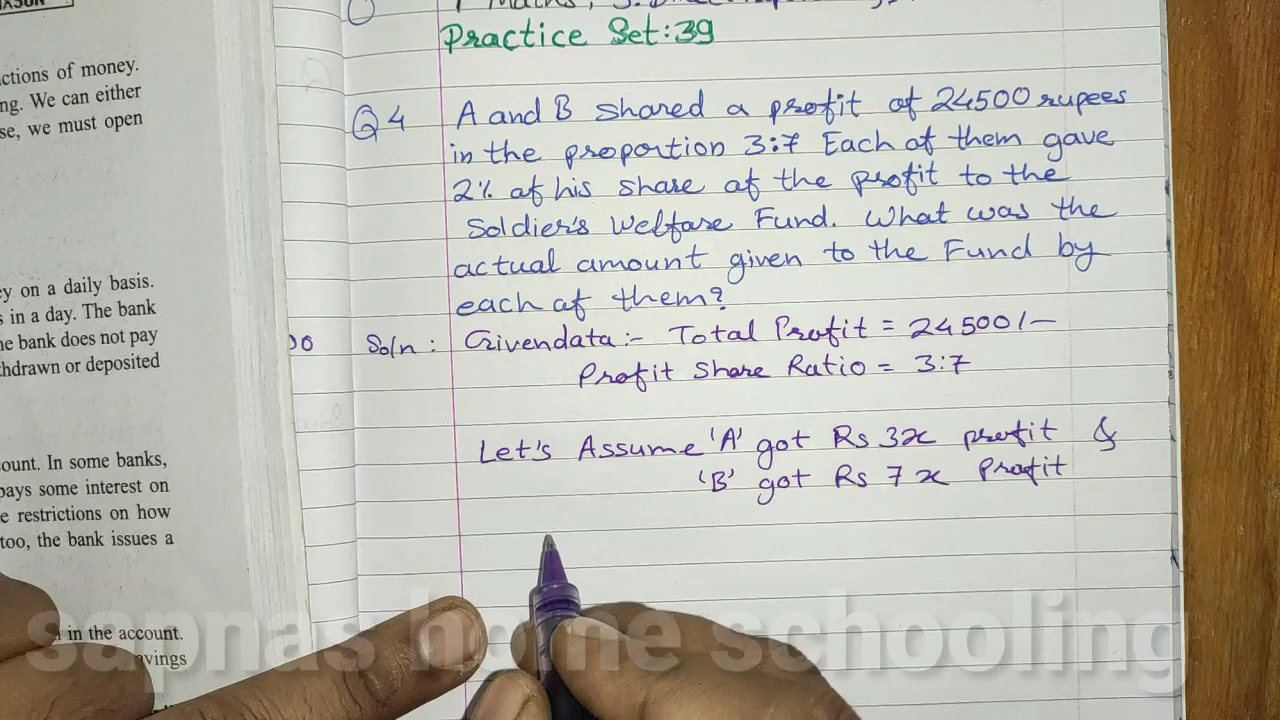 ctions of money.
ng. We can either
se, we must open
ey on a daily basis.
s in a day. The bank
he bank does not pay
thdrawn or deposited
ount. In some banks,
pays some interest on
e restrictions on how
too, the bank issues a
in the account.
avings
Practice Set:39
Q4 A and B shared a profit of 24500 rupees
in the proportion 3:7 Each of them gave
2% of his share of the profit to the
Soldier's Welfare Fund. What was the
actual amount given to the Fund by
each of them?
Soln: Givendata:- Total Profit = 24500/-
Profit Share Ratio = 3:7
Let's Assume 'A' got Rs 3x profit &
'B' got Rs 7x Profit
sapnas home schooling